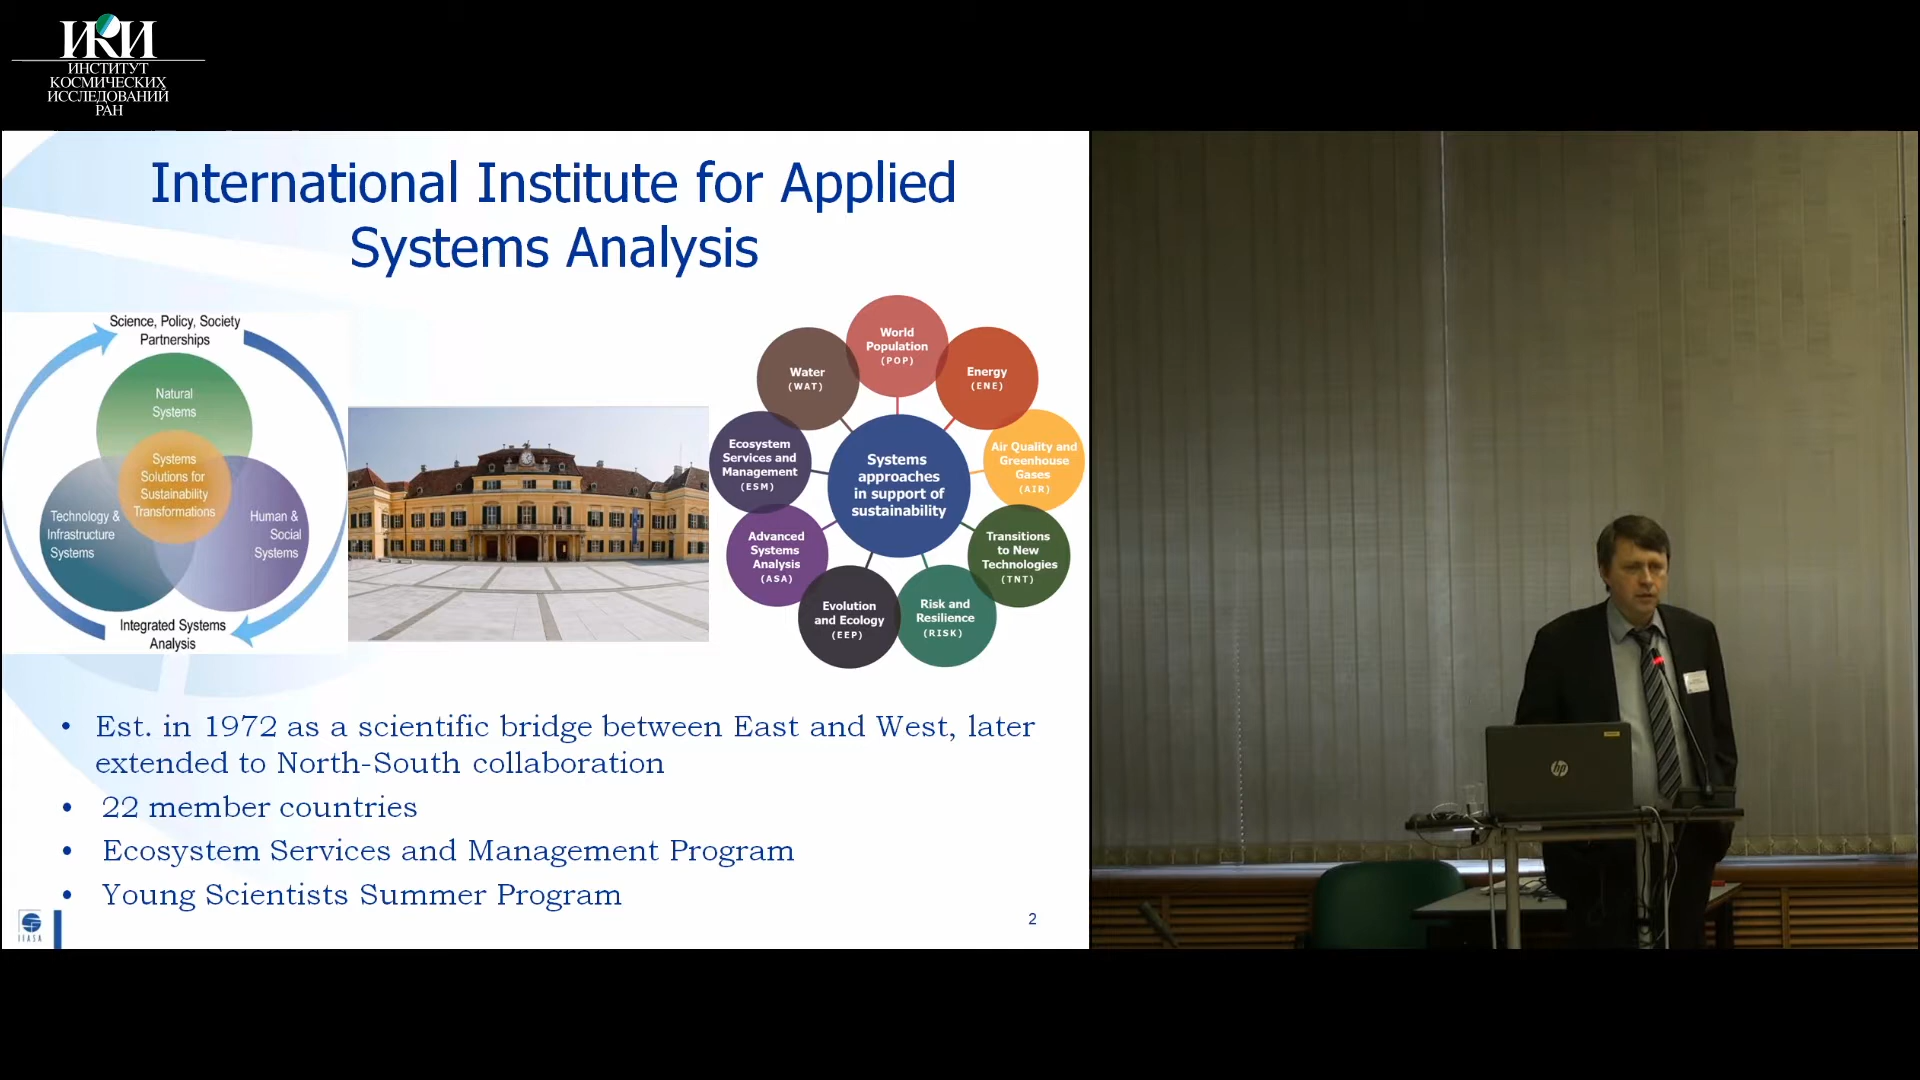 ИКИ
ИНСТИТУТ
КОСМИЧЕСКИХ
ИССЛЕДОВАНИЙ
РАН
International Institute for Applied
Systems Analysis
Science, Policy, Society
Partnerships
Natural
Systems
Systems
Solutions for
Sustainability
Transformations
Technology &
Infrastructure
Systems
Human &
Social
Systems
Integrated Systems
Analysis
World
Population
(POP)
Energy
(ENE)
Air Quality and
Greenhouse
Gases
(AIR)
Transitions
to New
Technologies
(TNT)
Risk and
Resilience
(RISK)
Evolution
and Ecology
(EEP)
Advanced
Systems
Analysis
(ASA)
Ecosystem
Services and
Management
(ESM)
Water
(WAT)
Systems
approaches
in support of
sustainability
• Est. in 1972 as a scientific bridge between East and West, later
extended to North-South collaboration
• 22 member countries
• Ecosystem Services and Management Program
• Young Scientists Summer Program
IIASA
2
hp